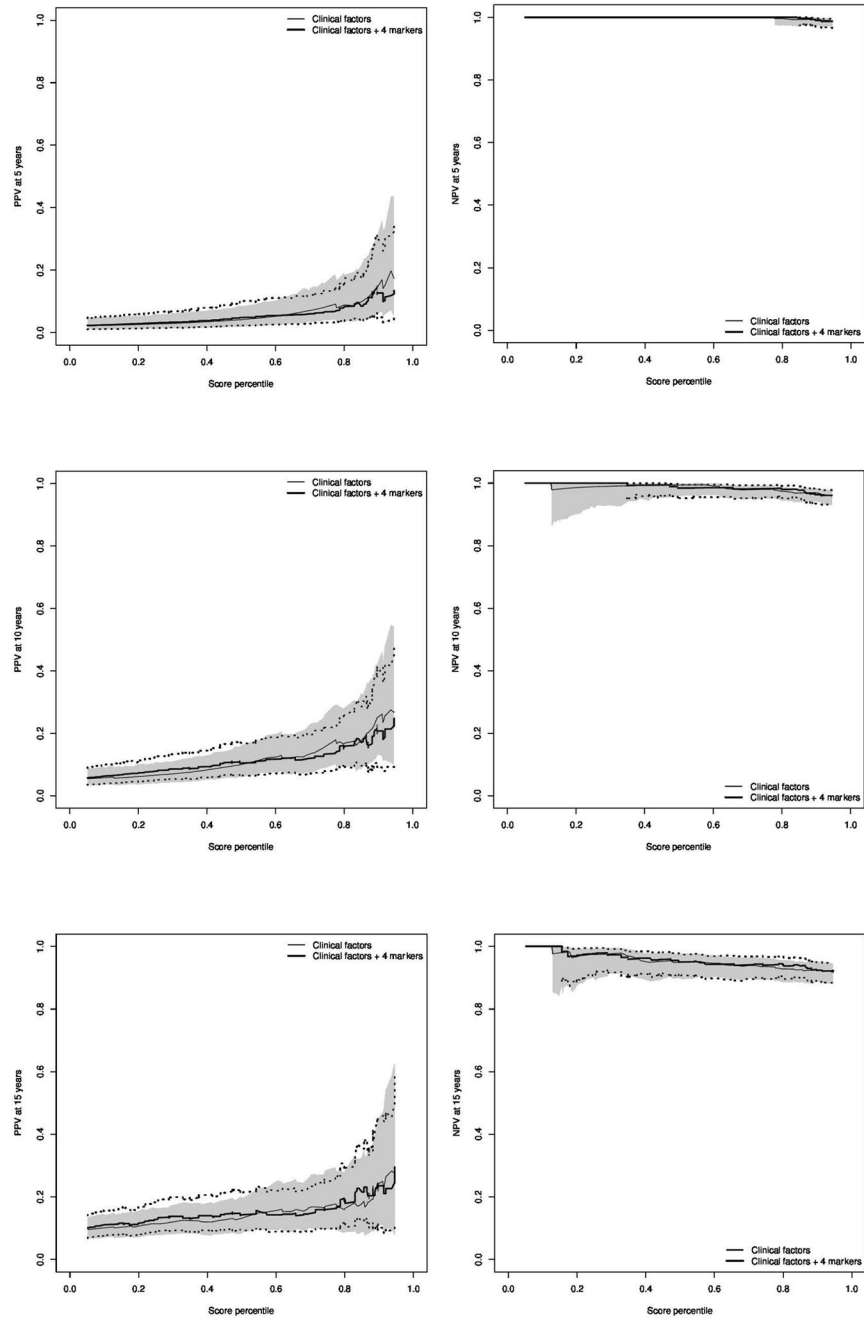 Clinical factors
Clinical factors + 4 markers
PPV at 5 years
1.0
0.8
0.6
0.4
0.2
0.0
0.0 0.2 0.4 0.6 0.8 1.0
Score percentile
NPV at 5 years
1.0
0.8
0.6
0.4
0.2
0.0
Clinical factors
Clinical factors + 4 markers
0.0 0.2 0.4 0.6 0.8 1.0
Score percentile
Clinical factors
Clinical factors + 4 markers
PPV at 10 years
1.0
0.8
0.6
0.4
0.2
0.0
0.0 0.2 0.4 0.6 0.8 1.0
Score percentile
NPV at 10 years
1.0
0.8
0.6
0.4
0.2
0.0
Clinical factors
Clinical factors + 4 markers
0.0 0.2 0.4 0.6 0.8 1.0
Score percentile
Clinical factors
Clinical factors + 4 markers
PPV at 15 years
1.0
0.8
0.6
0.4
0.2
0.0
0.0 0.2 0.4 0.6 0.8 1.0
Score percentile
NPV at 15 years
1.0
0.8
0.6
0.4
0.2
0.0
Clinical factors
Clinical factors + 4 markers
0.0 0.2 0.4 0.6 0.8 1.0
Score percentile